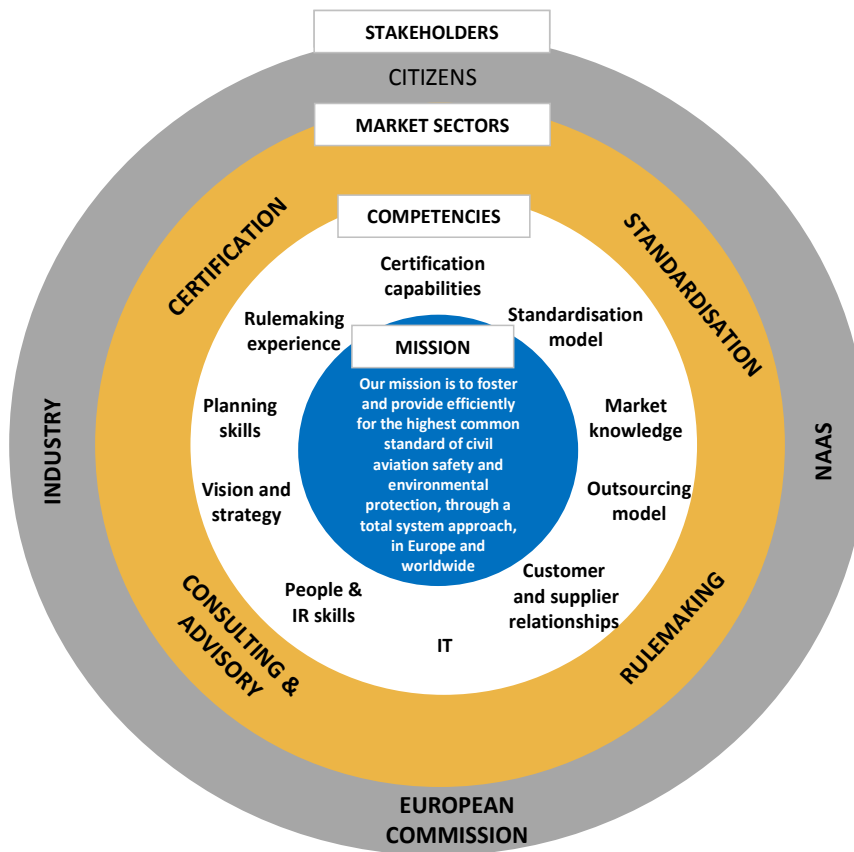 STAKEHOLDERS
CITIZENS
MARKET SECTORS
CERTIFICATION
STANDARDISATION
COMPETENCIES
Certification
capabilities
Rulemaking
experience
Standardisation
model
MISSION
Our mission is to foster
and provide efficiently
for the highest common
standard of civil
aviation safety and
environmental
protection, through a
total system approach,
in Europe and
worldwide
Planning
skills
Market
knowledge
INDUSTRY
NAAS
Vision and
strategy
Outsourcing
model
People &
IR skills
Customer
and supplier
relationships
IT
CONSULTING &
ADVISORY
RULEMAKING
EUROPEAN
COMMISSION